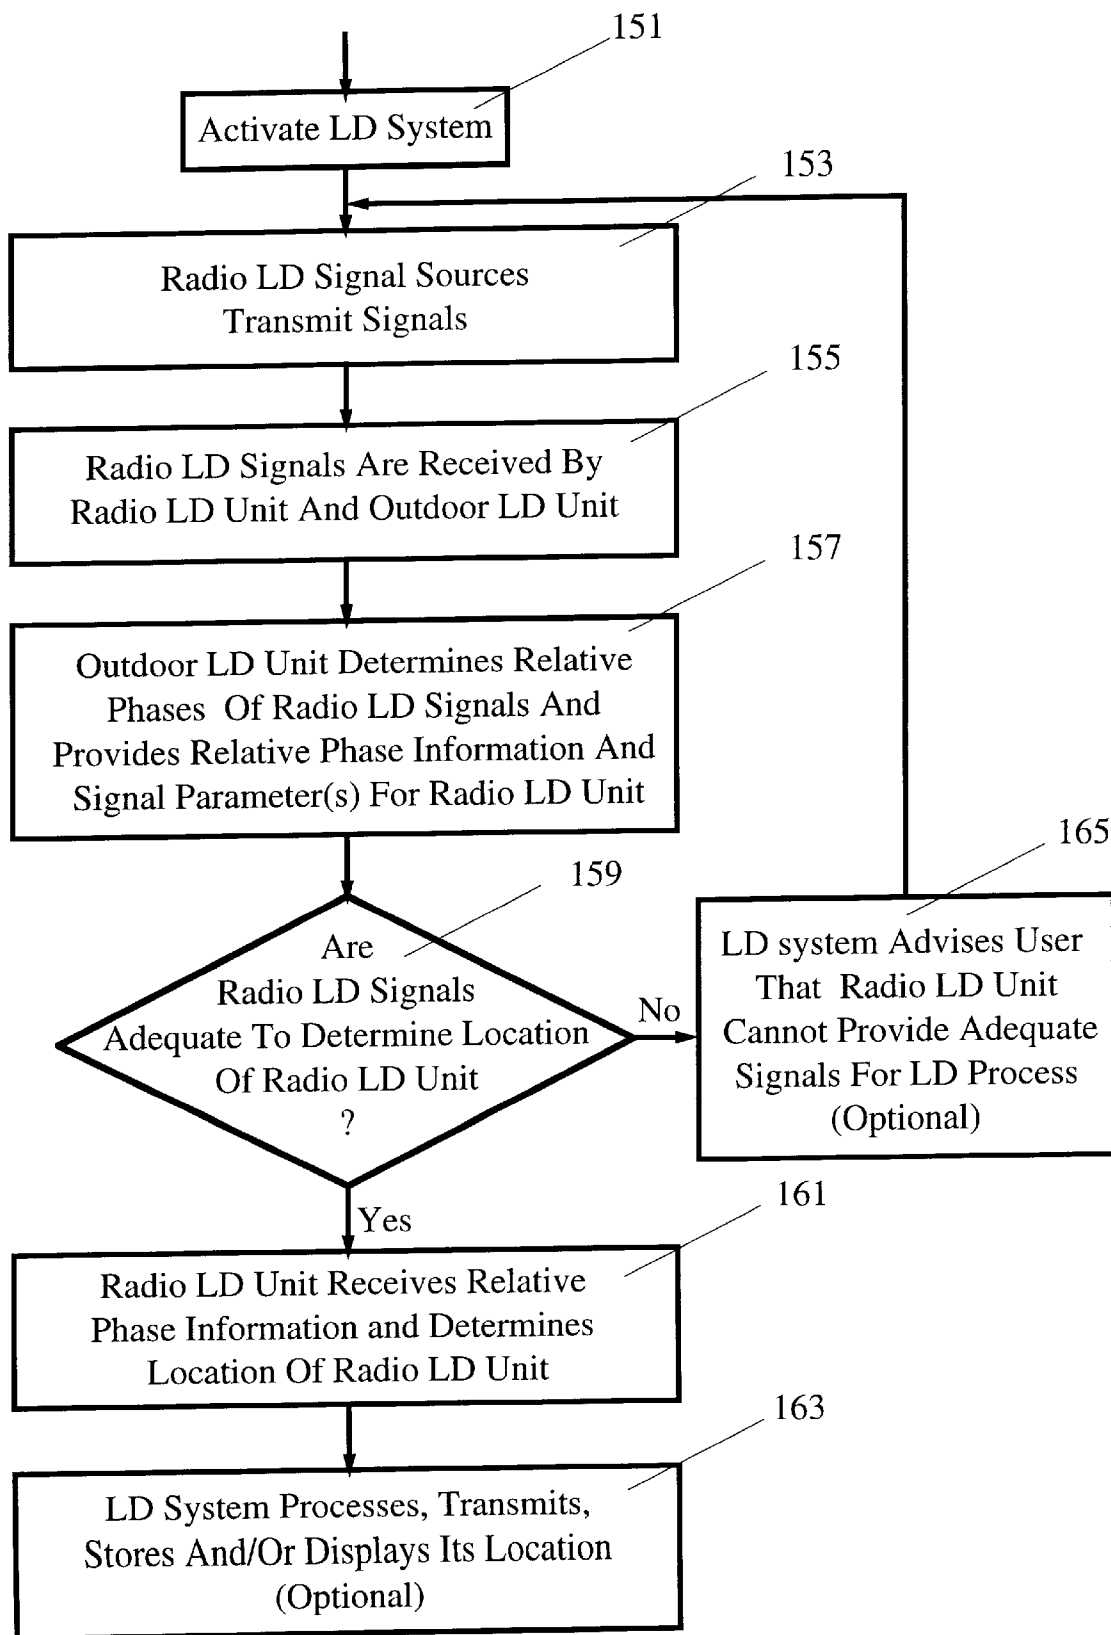 151
Activate LD System
153
Radio LD Signal Sources
Transmit Signals
155
Radio LD Signals Are Received By
Radio LD Unit And Outdoor LD Unit
157
Outdoor LD Unit Determines Relative
Phases Of Radio LD Signals And
Provides Relative Phase Information And
Signal Parameter(s) For Radio LD Unit
159
Are
Radio LD Signals
Adequate To Determine Location
Of Radio LD Unit
?
No
165
LD system Advises User
That Radio LD Unit
Cannot Provide Adequate
Signals For LD Process
(Optional)
Yes
161
Radio LD Unit Receives Relative
Phase Information and Determines
Location Of Radio LD Unit
163
LD System Processes, Transmits,
Stores And/Or Displays Its Location
(Optional)